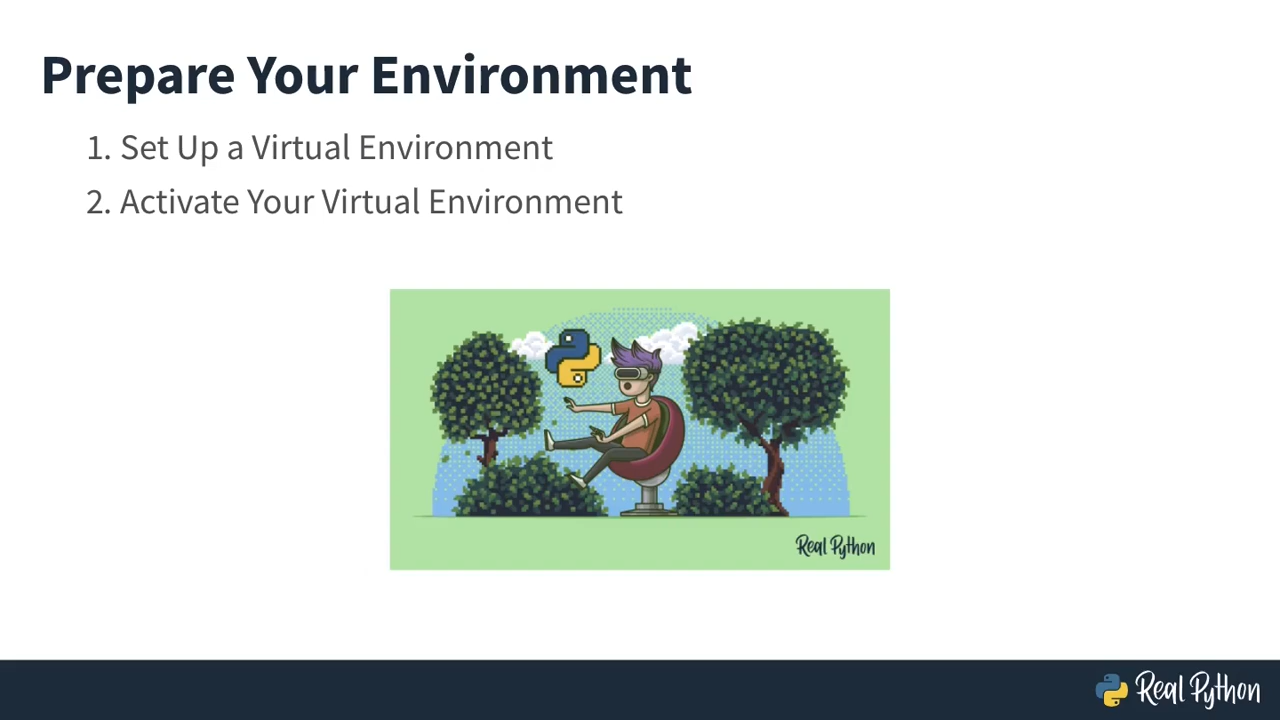 Prepare Your Environment
1. Set Up a Virtual Environment
2. Activate Your Virtual Environment
Real Python
Real Python